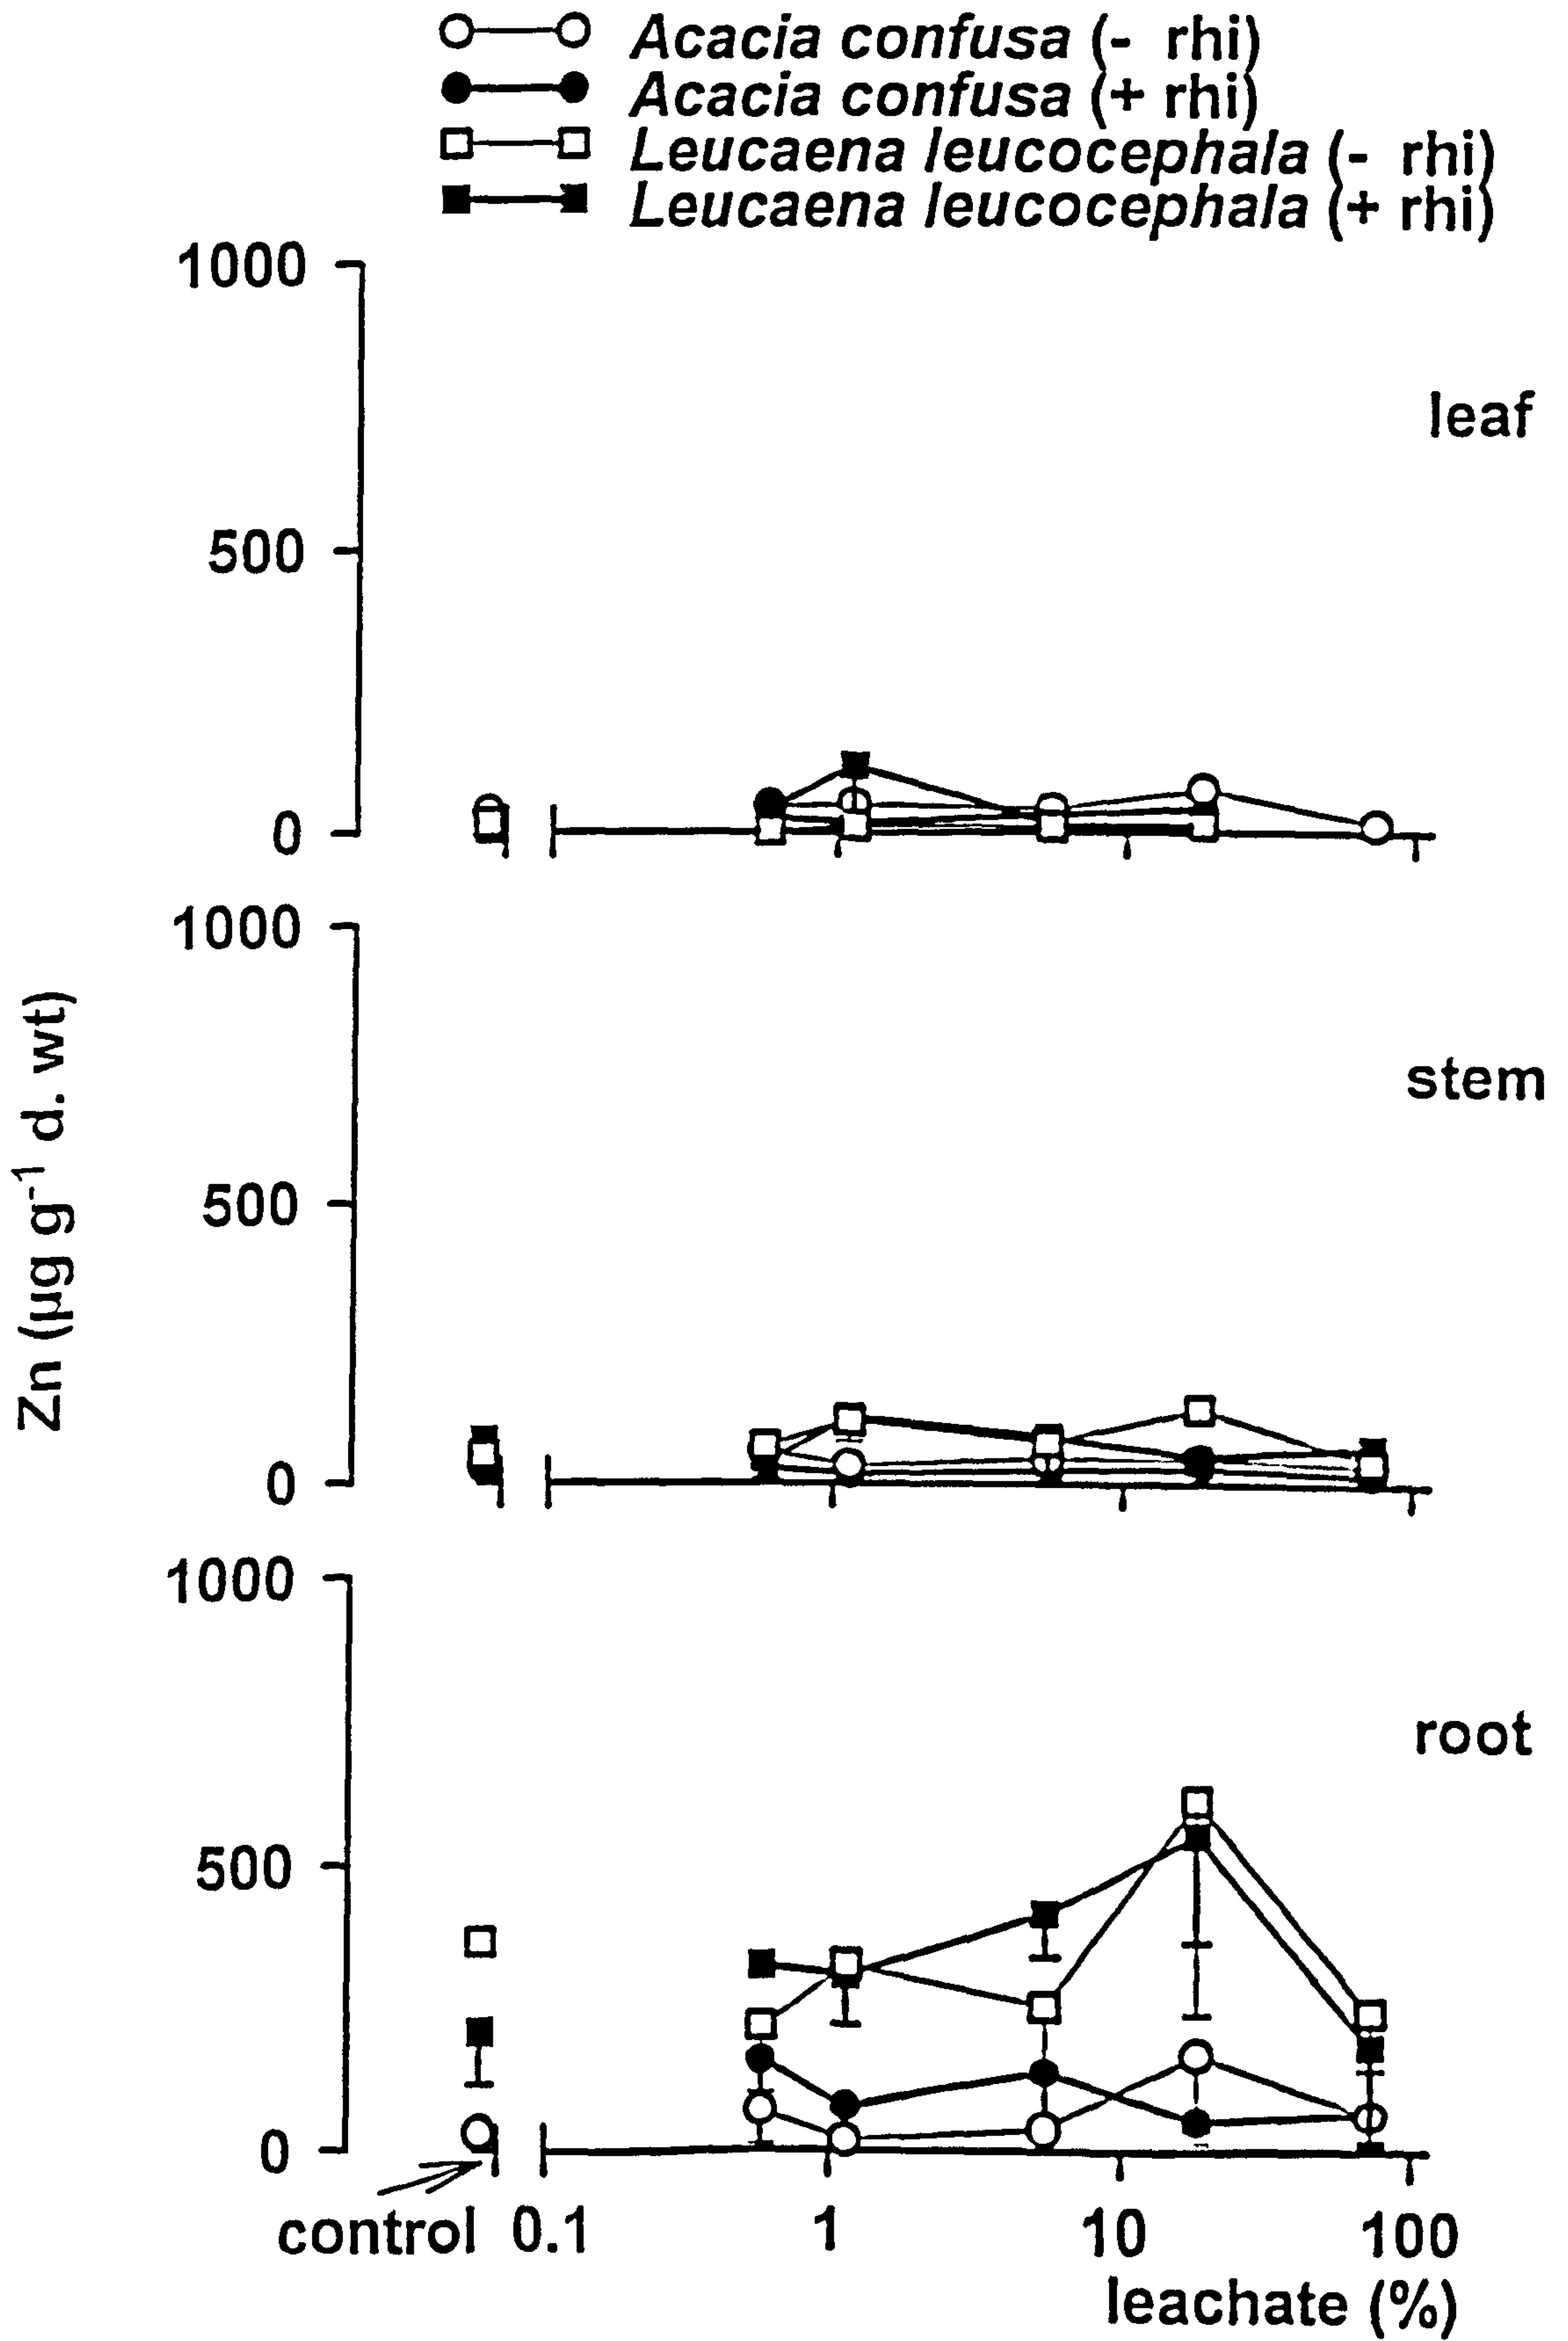 Acacia confusa (- rhi)
Acacia confusa (+ rhi)
Leucaena leucocephala (- rhi)
Leucaena leucocephala (+ rhi)
1000
leaf
500
0
1000
stem
500
0
Zn (µg g⁻¹ d. wt)
1000
root
500
0
control 0.1 1 10 100
leachate (%)